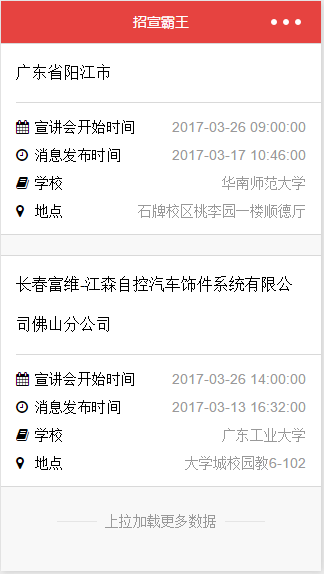 招宣霸王
广东省阳江市
宣讲会开始时间 2017-03-26 09:00:00
消息发布时间 2017-03-17 10:46:00
学校 华南师范大学
地点 石牌校区桃李园一楼顺德厅
长春富维-江森自控汽车饰件系统有限公
司佛山分公司
宣讲会开始时间 2017-03-26 14:00:00
消息发布时间 2017-03-13 16:32:00
学校 广东工业大学
地点 大学城校园教6-102
上拉加载更多数据